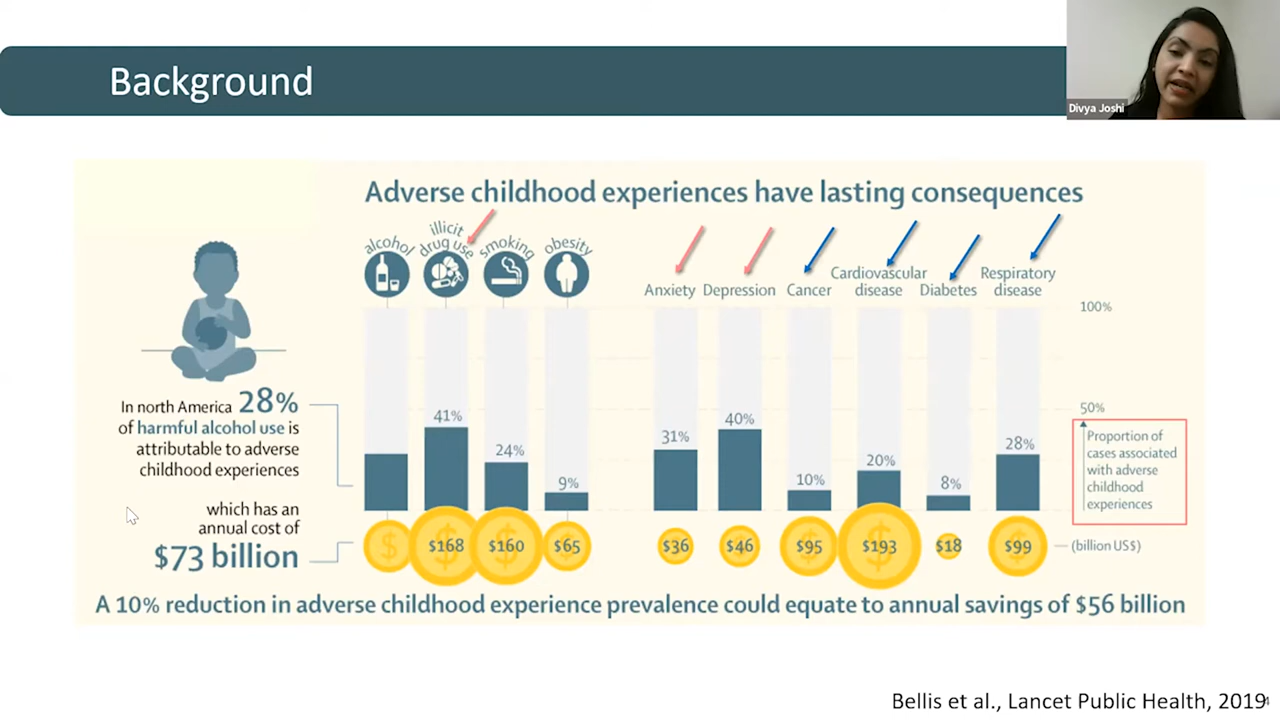 Background
Divya Joshi
Adverse childhood experiences have lasting consequences
alcohol
illicit
drug use
smoking
obesity
Anxiety
Depression
Cancer
Cardiovascular
disease
Diabetes
Respiratory
disease
100%
50%
In north America 28%
of harmful alcohol use is
attributable to adverse
childhood experiences
which has an
annual cost of
$73 billion
41%
24%
9%
31%
40%
10%
20%
8%
28%
Proportion of
cases associated
with adverse
childhood
experiences
$
$168
$160
$65
$36
$46
$95
$193
$18
$99
(billion US$)
A 10% reduction in adverse childhood experience prevalence could equate to annual savings of $56 billion
Bellis et al., Lancet Public Health, 2019